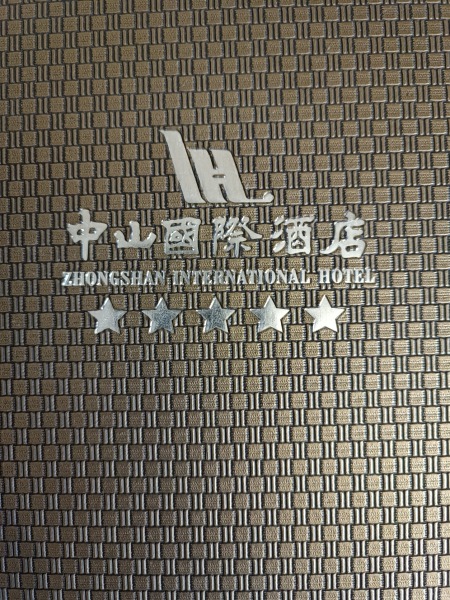 中山國際酒店
ZHONGSHAN INTERNATIONAL HOTEL